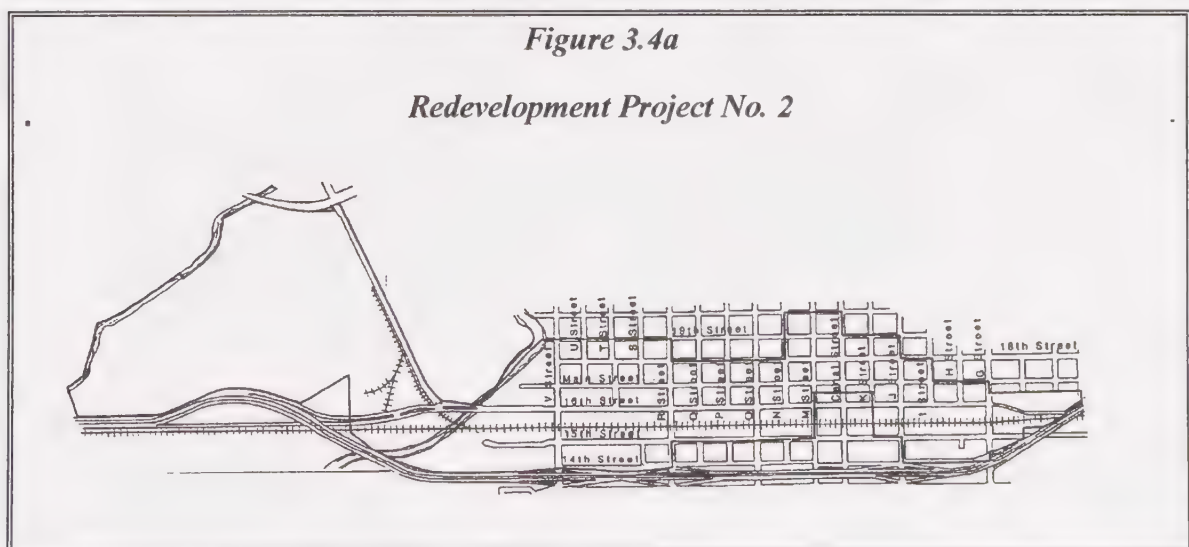 Figure 3.4a
Redevelopment Project No. 2
U Street
T Street
S Street
19th Street
Canal Street
H Street
G Street
18th Street
V Street
Main Street
16th Street
R Street
Q Street
P Street
O Street
N Street
M Street
K Street
J Street
I Street
15th Street
14th Street